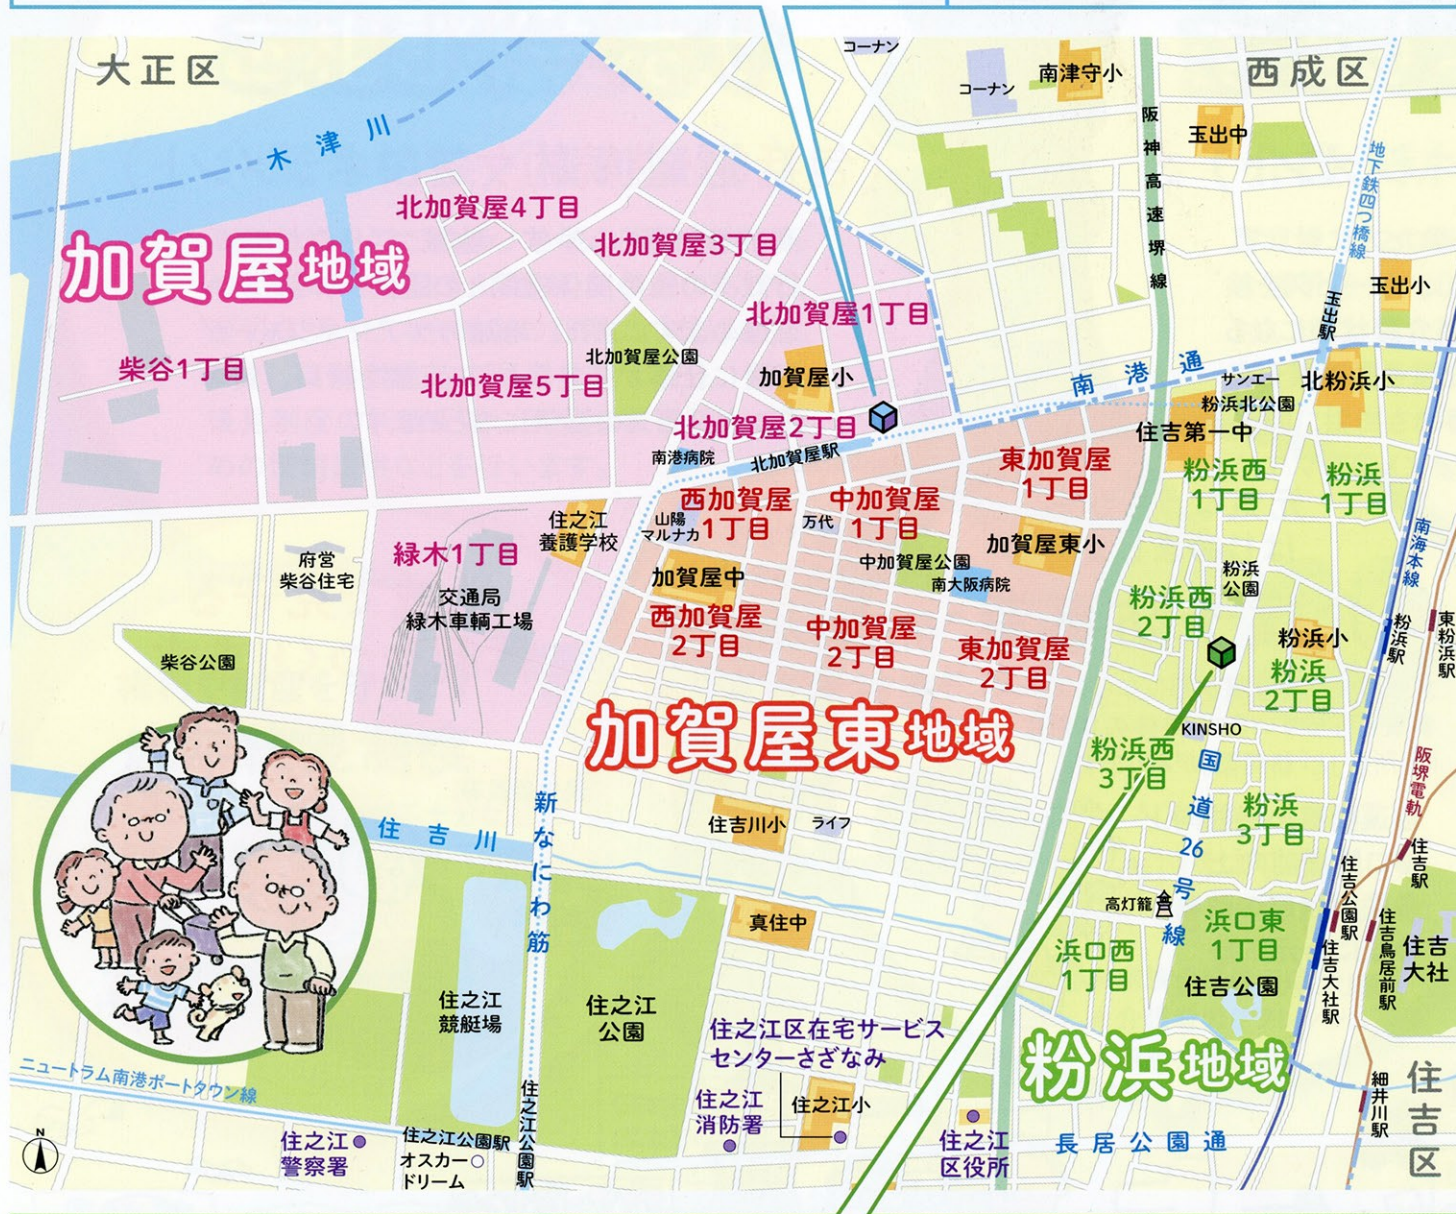 大正区
木津川
コーナン
コーナン
南津守小
西成区
阪神高速堺線
玉出中
地下鉄四つ橋線
玉出駅
玉出小
加賀屋地域
北加賀屋4丁目
北加賀屋3丁目
北加賀屋1丁目
柴谷1丁目
北加賀屋5丁目
北加賀屋公園
加賀屋小
北加賀屋2丁目
南港病院
北加賀屋駅
南港通
サンエー
粉浜北公園
北粉浜小
住吉第一中
粉浜西
1丁目
粉浜
1丁目
南海本線
東加賀屋
1丁目
西加賀屋
1丁目
中加賀屋
1丁目
山陽
マルナカ
万代
住之江
養護学校
府営
柴谷住宅
緑木1丁目
交通局
緑木車輌工場
加賀屋中
中加賀屋公園
南大阪病院
加賀屋東小
粉浜
公園
粉浜西
2丁目
西加賀屋
2丁目
中加賀屋
2丁目
東加賀屋
2丁目
粉浜小
粉浜
2丁目
粉浜駅
東粉浜駅
柴谷公園
加賀屋東地域
KINSHO
粉浜西
3丁目
国道26号線
粉浜
3丁目
阪堺電軌
住吉川
新なにわ筋
住吉川小
ライフ
真住中
高灯籠
浜口西
1丁目
浜口東
1丁目
住吉公園
住吉公園駅
住吉駅
住吉大社駅
住吉鳥居前駅
住吉
大社
住之江
競艇場
住之江
公園
住之江区在宅サービス
センターさざなみ
粉浜地域
ニュートラム南港ポートタウン線
住之江
消防署
住之江小
住之江
区役所
長居公園通
細井川駅
住吉区
N
住之江
警察署
住之江公園駅
オスカー
ドリーム
住之江公園駅